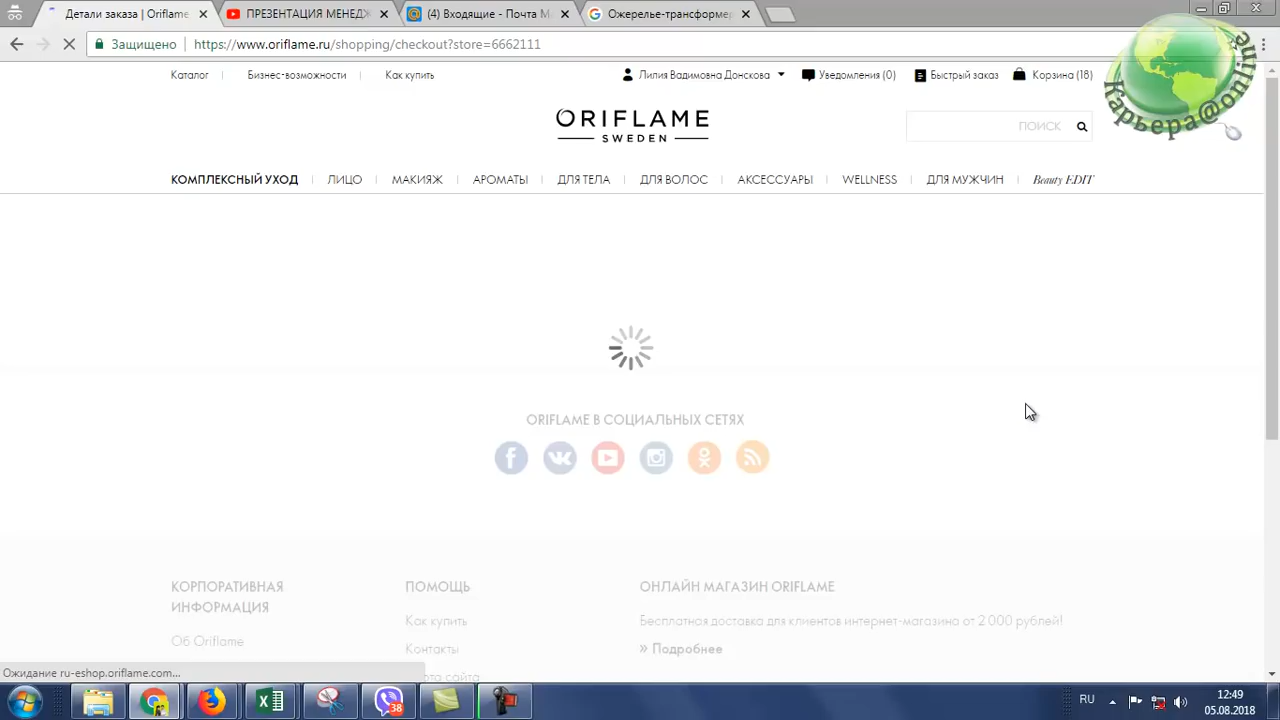 Детали заказа | Oriflame
ПРЕЗЕНТАЦИЯ МЕНЕДЖ
(4) Входящие - Почта M
Ожерелье-трансформер
Защищено
https://www.oriflame.ru/shopping/checkout?store=6662111
Карьера@online
Каталог
Бизнес-возможности
Как купить
Лилия Вадимовна Донскова
Уведомления (0)
Быстрый заказ
Корзина (18)
ORIFLAME
SWEDEN
ПОИСК
КОМПЛЕКСНЫЙ УХОД
ЛИЦО
МАКИЯЖ
АРОМАТЫ
ДЛЯ ТЕЛА
ДЛЯ ВОЛОС
АКСЕССУАРЫ
WELLNESS
ДЛЯ МУЖЧИН
Beauty EDIT
ORIFLAME В СОЦИАЛЬНЫХ СЕТЯХ
КОРПОРАТИВНАЯ
ИНФОРМАЦИЯ
Об Oriflame
ПОМОЩЬ
Как купить
Контакты
ОНЛАЙН МАГАЗИН ORIFLAME
Бесплатная доставка для клиентов интернет-магазина от 2 000 рублей!
» Подробнее
сайта
Ожидание ru-eshop.oriflame.com...
38
RU
12:49
05.08.2018